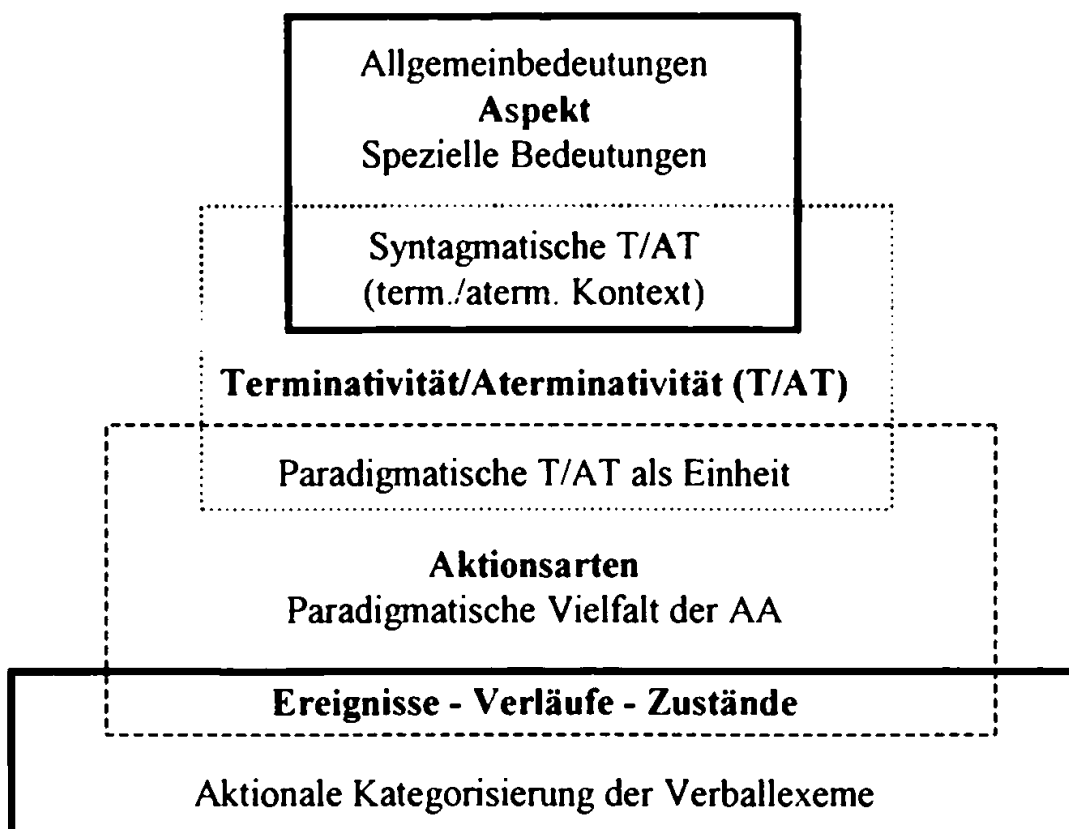 Allgemeinbedeutungen
Aspekt
Spezielle Bedeutungen
Syntagmatische T/AT
(term./aterm. Kontext)
Terminativität/Aterminativität (T/AT)
Paradigmatische T/AT als Einheit
Aktionsarten
Paradigmatische Vielfalt der AA
Ereignisse - Verläufe - Zustände
Aktionale Kategorisierung der Verballexeme